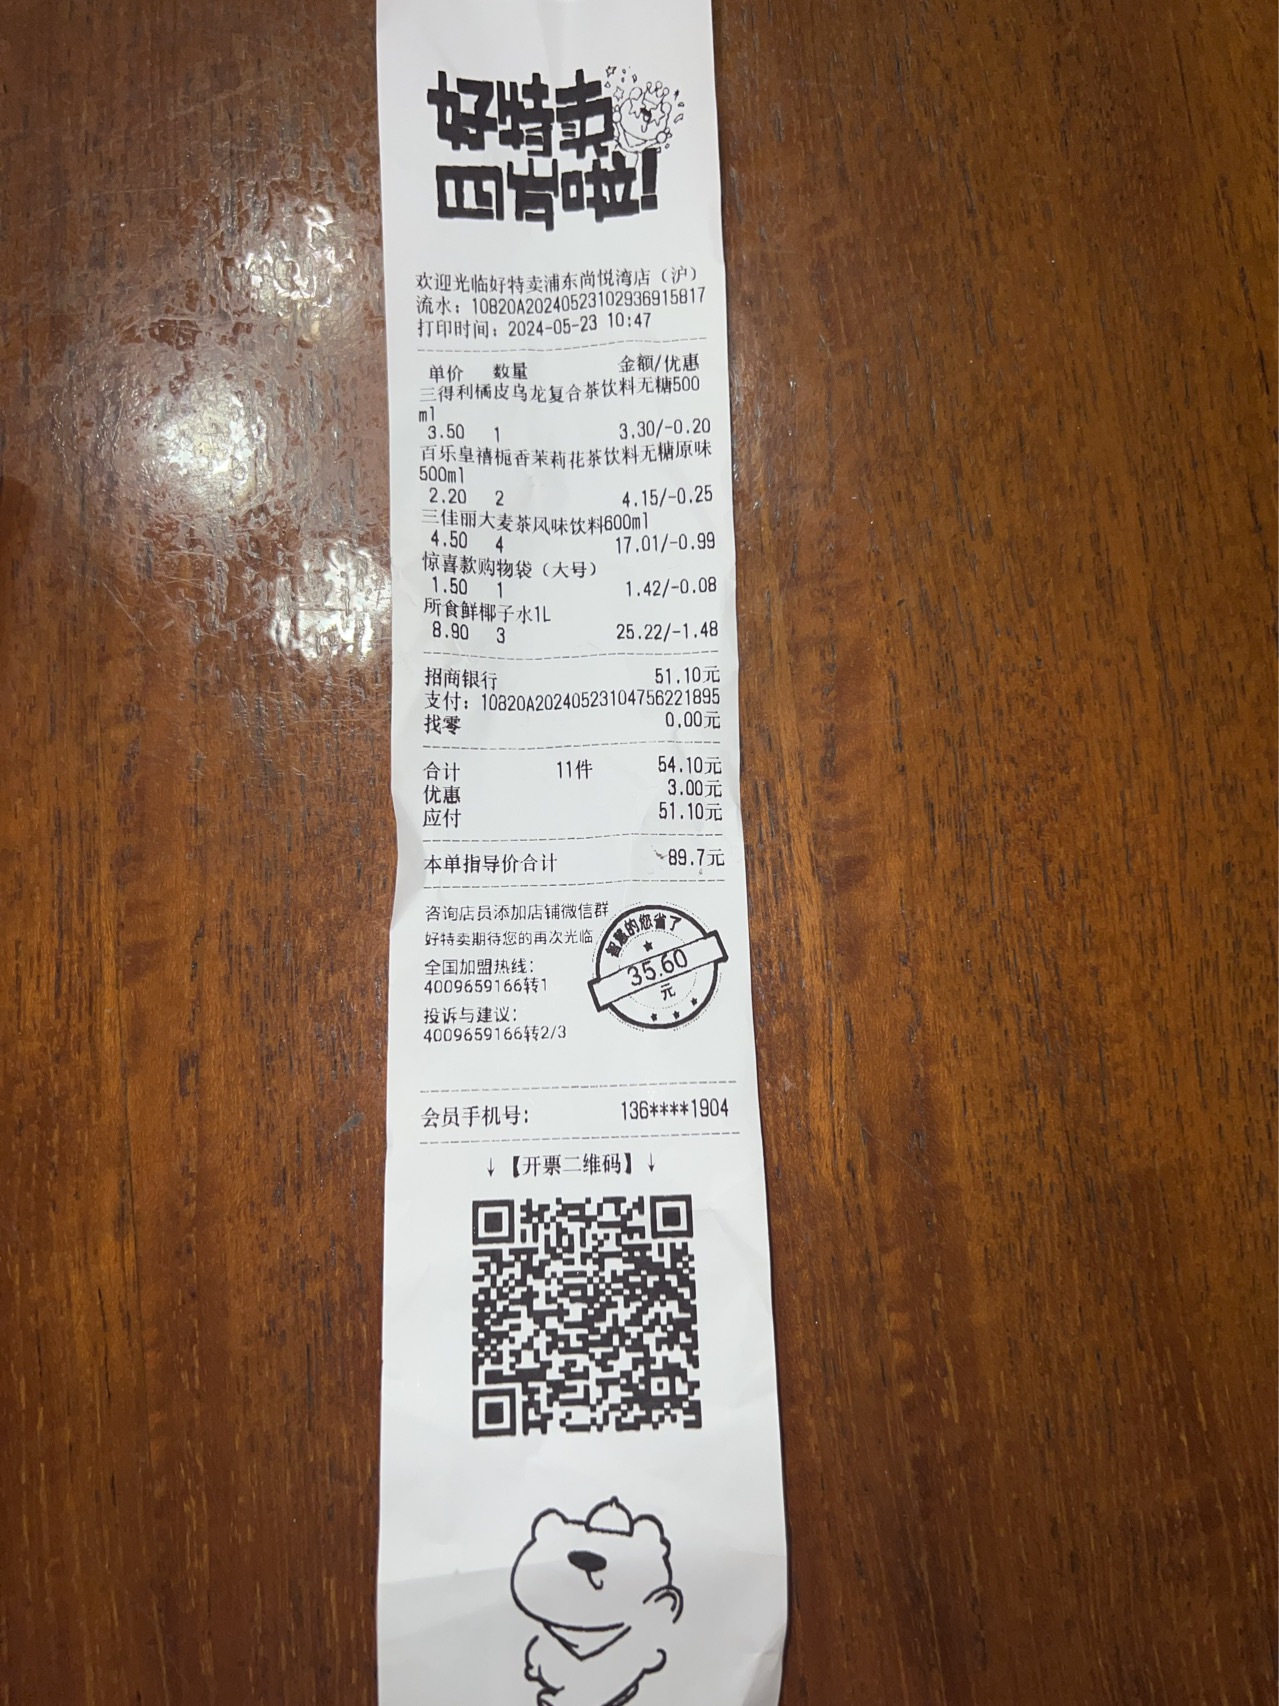 好特卖
目式哇!
欢迎光临好特卖浦东尚悦湾店（沪）
流水：10820A20240523102936915817
打印时间：2024-05-23 10:47
单价 数量 金额/优惠
三得利橘皮乌龙复合茶饮料无糖500
ml
3.50 1 3.30/-0.20
百乐皇禧栀香茉莉花茶饮料无糖原味
500ml
2.20 2 4.15/-0.25
三佳丽大麦茶风味饮料600ml
4.50 4 17.01/-0.99
惊喜款购物袋（大号）
1.50 1 1.42/-0.08
所食鲜椰子水1L
8.90 3 25.22/-1.48
招商银行 51.10元
支付：10820A20240523104756221895
找零 0.00元
合计 11件 54.10元
优惠 3.00元
应付 51.10元
本单指导价合计 89.7元
咨询店员添加店铺微信群
好特卖期待您的再次光临
全国加盟热线：
4009659166转1
投诉与建议：
4009659166转2/3
智慧的您省了
35.60
元
会员手机号： 136****1904
↓【开票二维码】↓